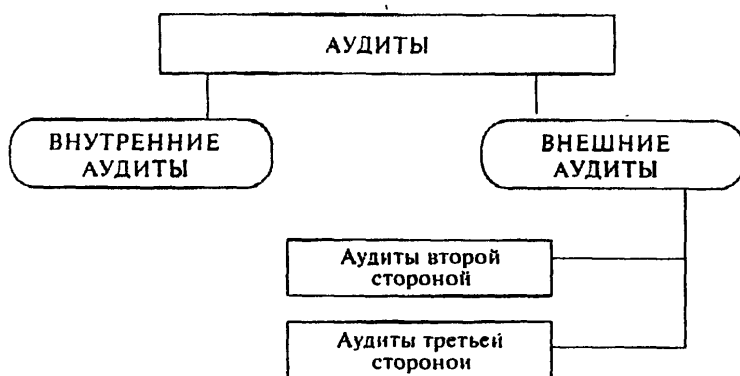 АУДИТЫ
ВНУТРЕННИЕ
АУДИТЫ
ВНЕШНИЕ
АУДИТЫ
Аудиты второй
стороной
Аудиты третьей
стороной